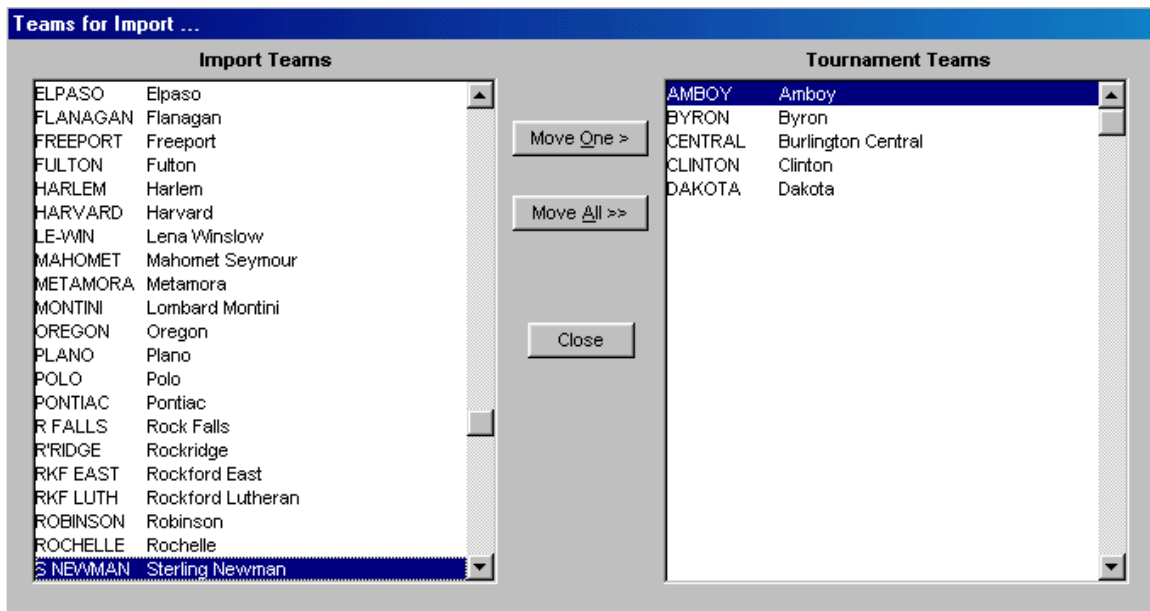 Teams for Import ...
Import Teams
ELPASO Elpaso
FLANAGAN Flanagan
FREEPORT Freeport
FULTON Fulton
HARLEM Harlem
HARVARD Harvard
LE-WIN Lena Winslow
MAHOMET Mahomet Seymour
METAMORA Metamora
MONTINI Lombard Montini
OREGON Oregon
PLANO Plano
POLO Polo
PONTIAC Pontiac
R FALLS Rock Falls
R'RIDGE Rockridge
RKF EAST Rockford East
RKF LUTH Rockford Lutheran
ROBINSON Robinson
ROCHELLE Rochelle
S NEWMAN Sterling Newman
Move One >
Move All >>
Close
Tournament Teams
AMBOY Amboy
BYRON Byron
CENTRAL Burlington Central
CLINTON Clinton
DAKOTA Dakota